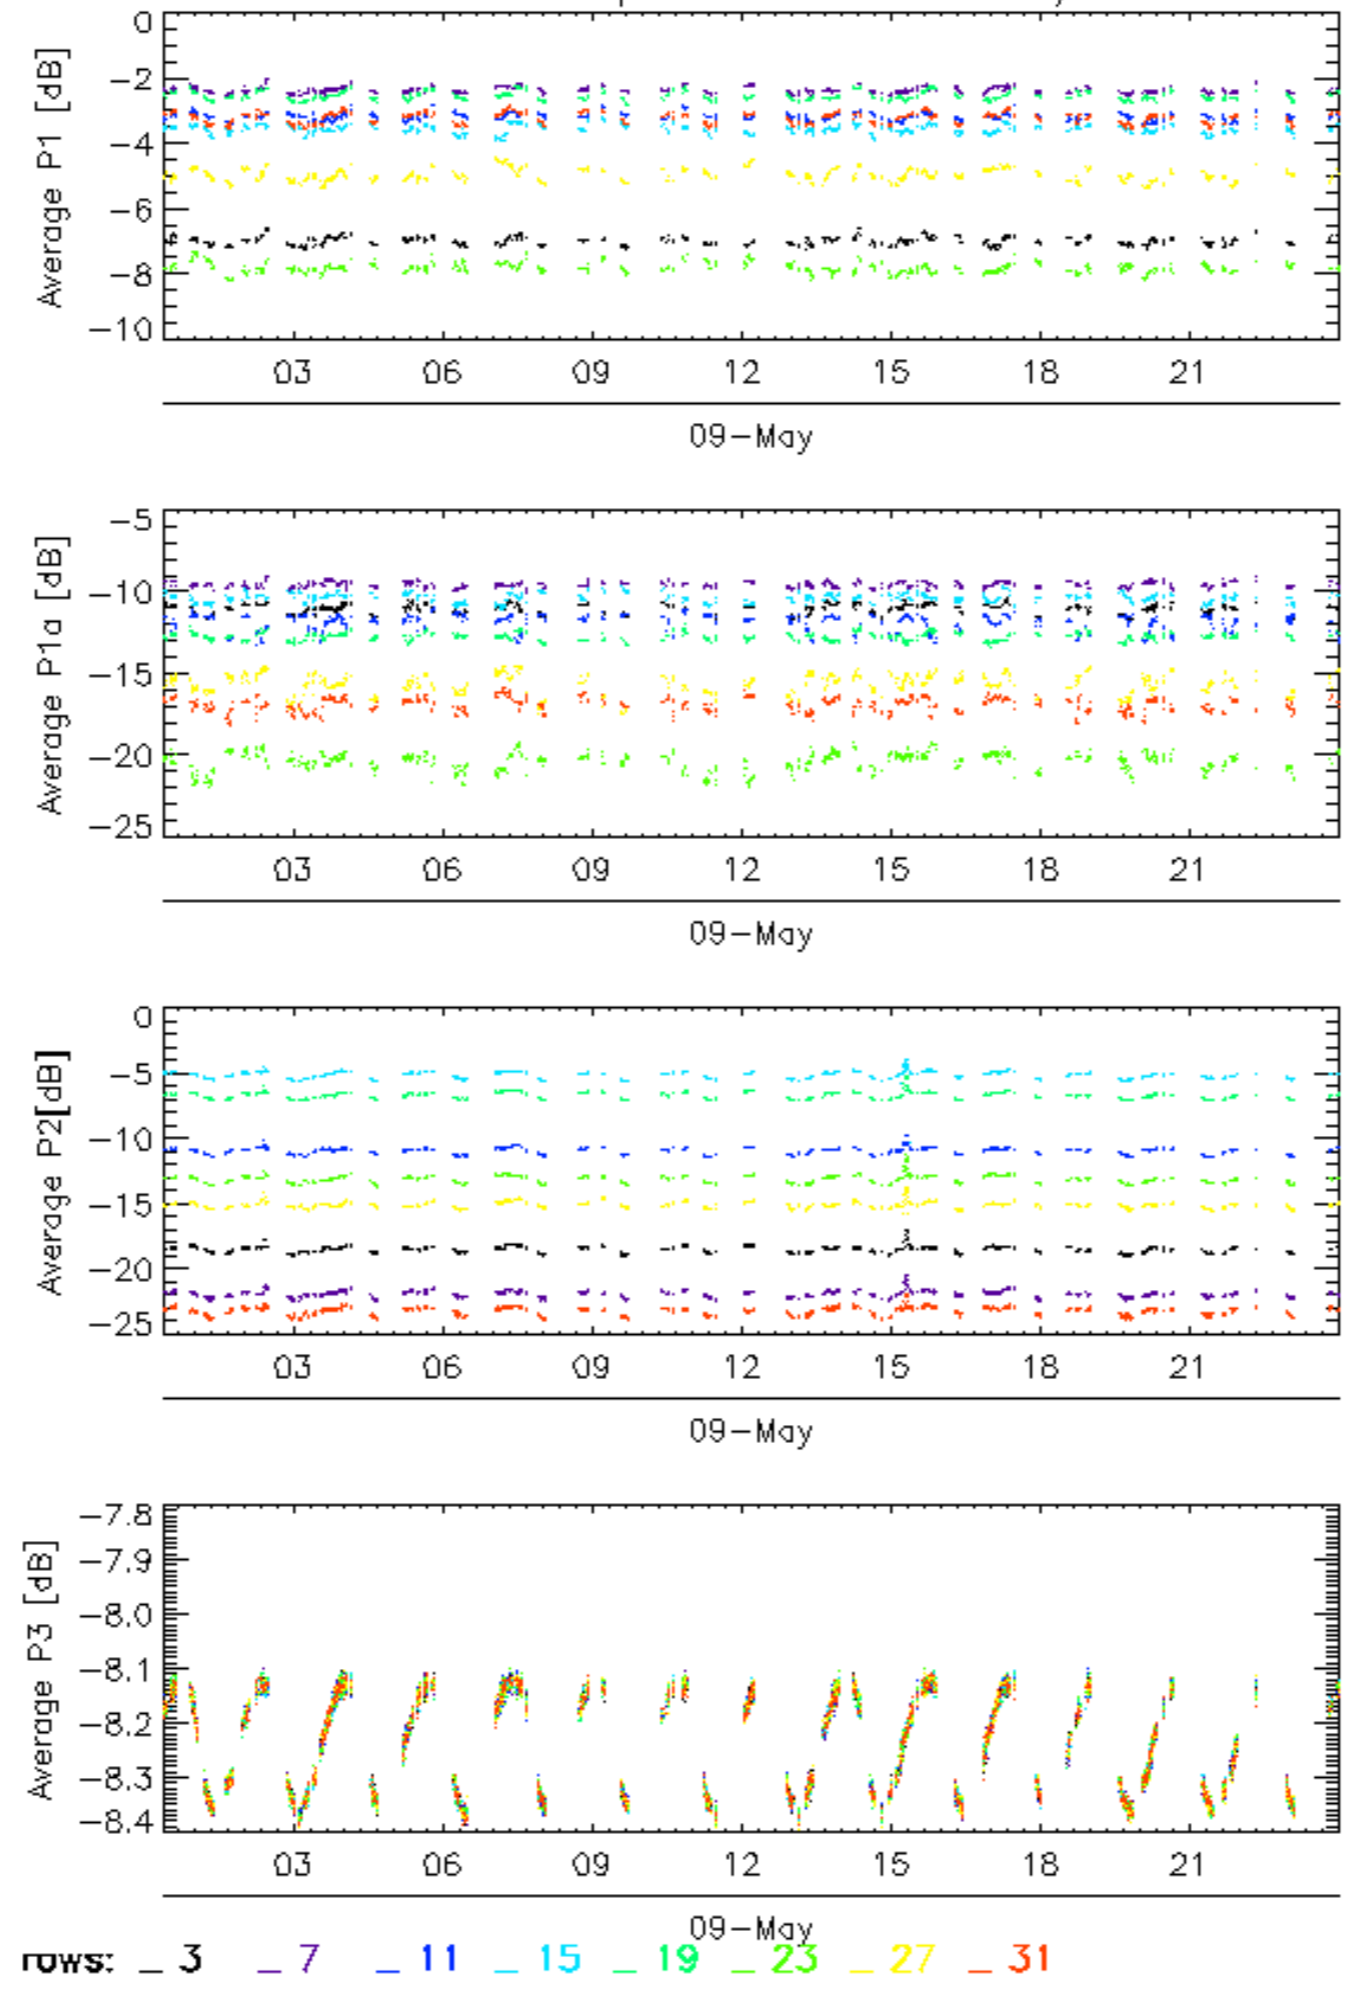 0
−2
−4
−6
−8
−10
Average P1 [dB]
03 06 09 12 15 18 21
09−May
−5
−10
−15
−20
−25
Average P1a [dB]
03 06 09 12 15 18 21
09−May
0
−5
−10
−15
−20
−25
Average P2[dB]
03 06 09 12 15 18 21
09−May
−7.8
−7.9
−8.0
−8.1
−8.2
−8.3
−8.4
Average P3 [dB]
03 06 09 12 15 18 21
09−May
rows: _ 3 _ 7 _ 11 _ 15 _ 19 _ 23 _ 27 _ 31